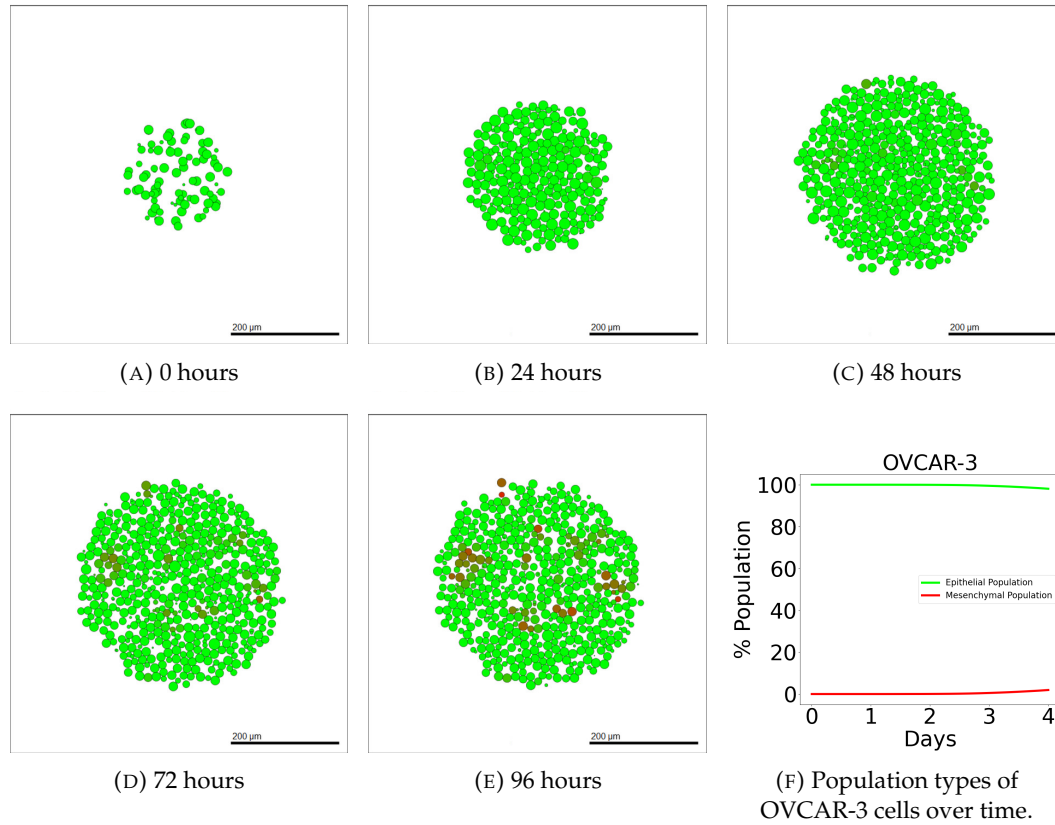 200 μm
200 μm
200 μm
(A) 0 hours
(B) 24 hours
(C) 48 hours
200 μm
200 μm
OVCAR-3
100
80
60
40
20
0
% Population
Epithelial Population
Mesenchymal Population
0 1 2 3 4
Days
(D) 72 hours
(E) 96 hours
(F) Population types of
OVCAR-3 cells over time.